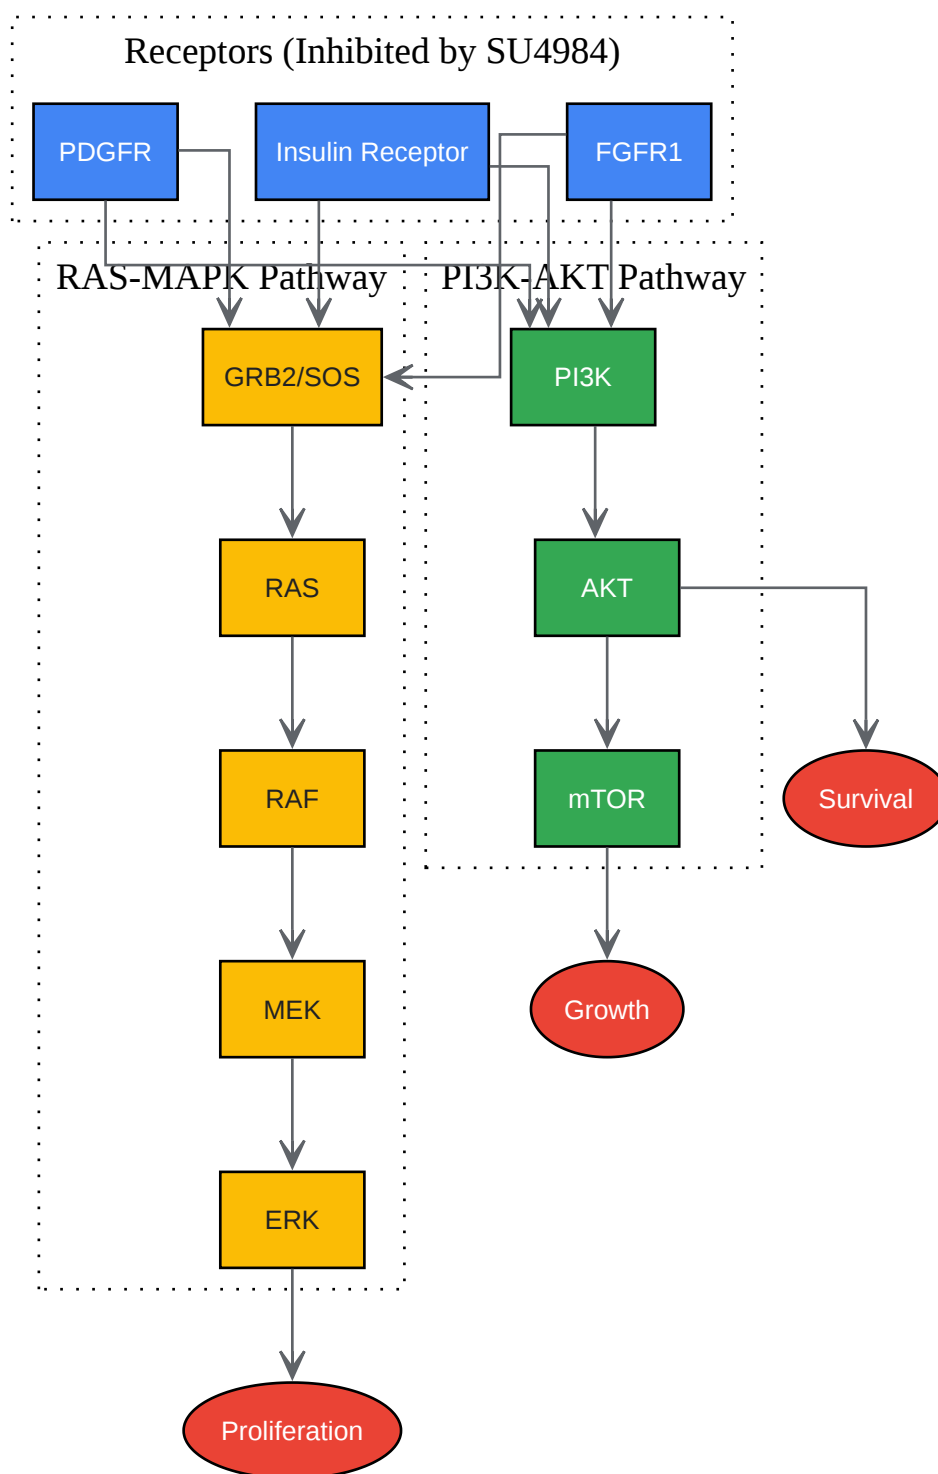 Receptors (Inhibited by SU4984)
PDGFR
Insulin Receptor
FGFR1
RAS-MAPK Pathway
PI3K-AKT Pathway
GRB2/SOS
PI3K
RAS
AKT
RAF
mTOR
Survival
MEK
Growth
ERK
Proliferation